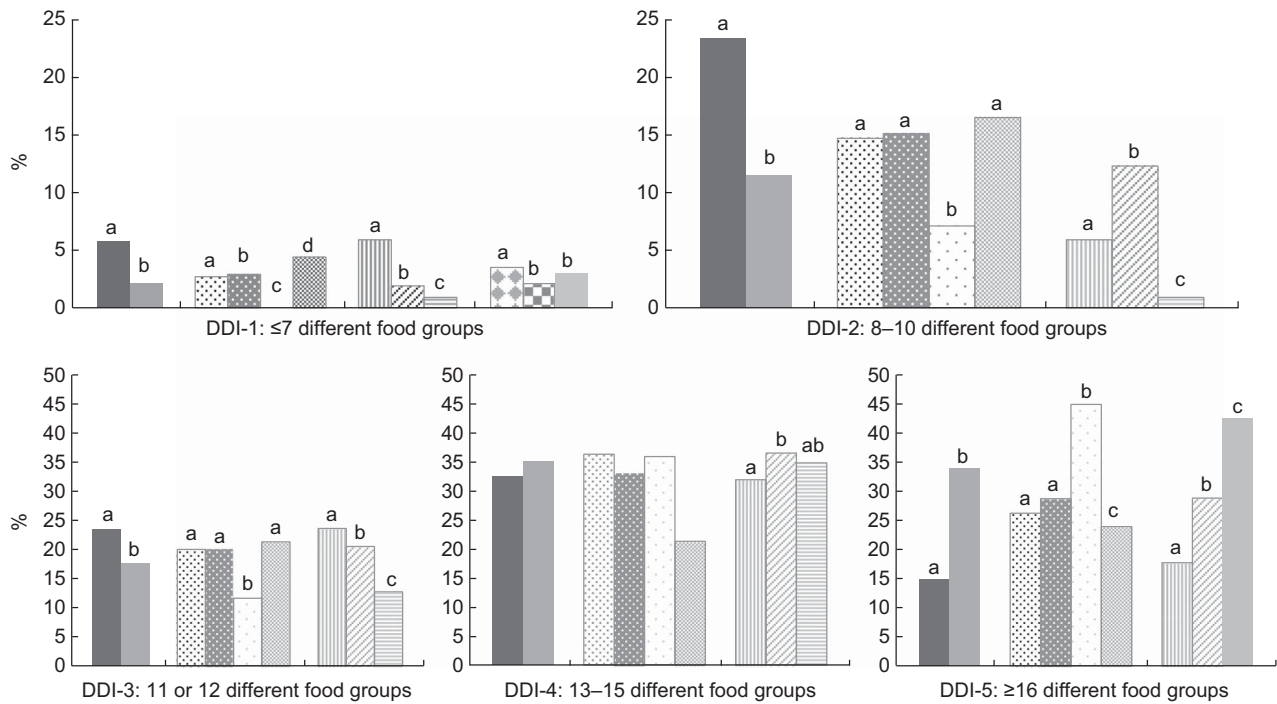 25
20
15
10
5
0
%
a
b
a
b
c
d
a
b
c
a
b
b
DDI-1: ≤7 different food groups
25
20
15
10
5
0
a
b
a
a
b
a
a
b
c
DDI-2: 8–10 different food groups
50
45
40
35
30
25
20
15
10
5
0
%
a
b
a
a
b
a
a
b
c
DDI-3: 11 or 12 different food groups
50
45
40
35
30
25
20
15
10
5
0
a
b
ab
DDI-4: 13–15 different food groups
50
45
40
35
30
25
20
15
10
5
0
a
b
a
a
b
c
a
b
c
DDI-5: ≥16 different food groups